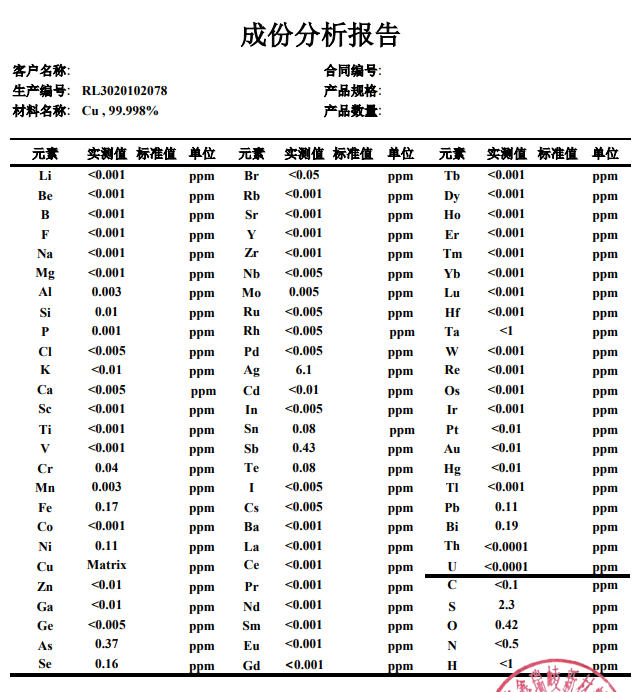 成份分析报告
客户名称: 合同编号:
生产编号: RL3020102078 产品规格:
材料名称: Cu , 99.998% 产品数量:
元素 实测值 标准值 单位 元素 实测值 标准值 单位 元素 实测值 标准值 单位
Li <0.001 ppm Br <0.05 ppm Tb <0.001 ppm
Be <0.001 ppm Rb <0.001 ppm Dy <0.001 ppm
B <0.001 ppm Sr <0.001 ppm Ho <0.001 ppm
F <0.001 ppm Y <0.001 ppm Er <0.001 ppm
Na <0.001 ppm Zr <0.001 ppm Tm <0.001 ppm
Mg <0.001 ppm Nb <0.005 ppm Yb <0.001 ppm
Al 0.003 ppm Mo 0.005 ppm Lu <0.001 ppm
Si 0.01 ppm Ru <0.005 ppm Hf <0.001 ppm
P 0.001 ppm Rh <0.005 ppm Ta <1 ppm
Cl <0.005 ppm Pd <0.005 ppm W <0.001 ppm
K <0.01 ppm Ag 6.1 ppm Re <0.001 ppm
Ca <0.005 ppm Cd <0.01 ppm Os <0.001 ppm
Sc <0.001 ppm In <0.005 ppm Ir <0.001 ppm
Ti <0.001 ppm Sn 0.08 ppm Pt <0.01 ppm
V <0.001 ppm Sb 0.43 ppm Au <0.01 ppm
Cr 0.04 ppm Te 0.08 ppm Hg <0.01 ppm
Mn 0.003 ppm I <0.005 ppm Tl <0.001 ppm
Fe 0.17 ppm Cs <0.005 ppm Pb 0.11 ppm
Co <0.001 ppm Ba <0.001 ppm Bi 0.19 ppm
Ni 0.11 ppm La <0.001 ppm Th <0.0001 ppm
Cu Matrix ppm Ce <0.001 ppm U <0.0001 ppm
Zn <0.01 ppm Pr <0.001 ppm C <0.1 ppm
Ga <0.01 ppm Nd <0.001 ppm S 2.3 ppm
Ge <0.005 ppm Sm <0.001 ppm O 0.42 ppm
As 0.37 ppm Eu <0.001 ppm N <0.5 ppm
Se 0.16 ppm Gd <0.001 ppm H <1 ppm